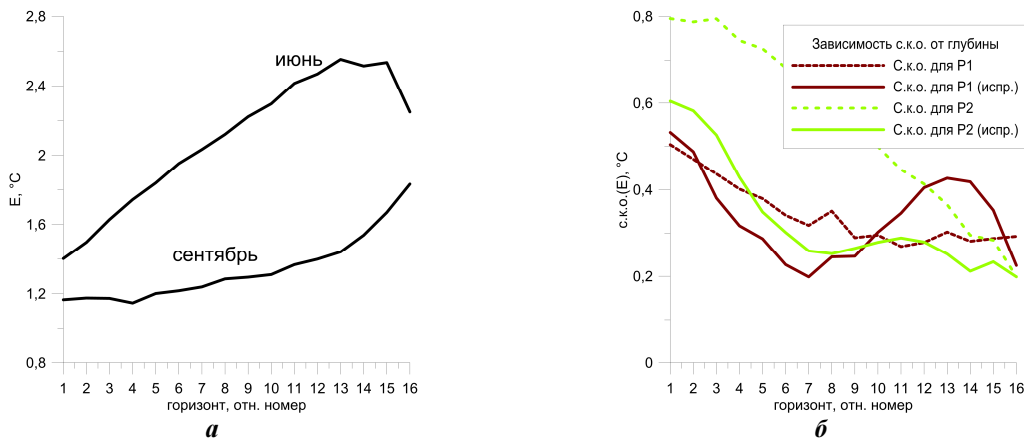 2,8
2,4
2
1,6
1,2
0,8
E, °C
июнь
сентябрь
1 2 3 4 5 6 7 8 9 10 11 12 13 14 15 16
горизонт, отн. номер
а
0,8
0,6
0,4
0,2
0
с.к.о.(E), °C
Зависимость с.к.о. от глубины
С.к.о. для P1
С.к.о. для P1 (испр.)
С.к.о. для P2
С.к.о. для P2 (испр.)
1 2 3 4 5 6 7 8 9 10 11 12 13 14 15 16
горизонт, отн. номер
б